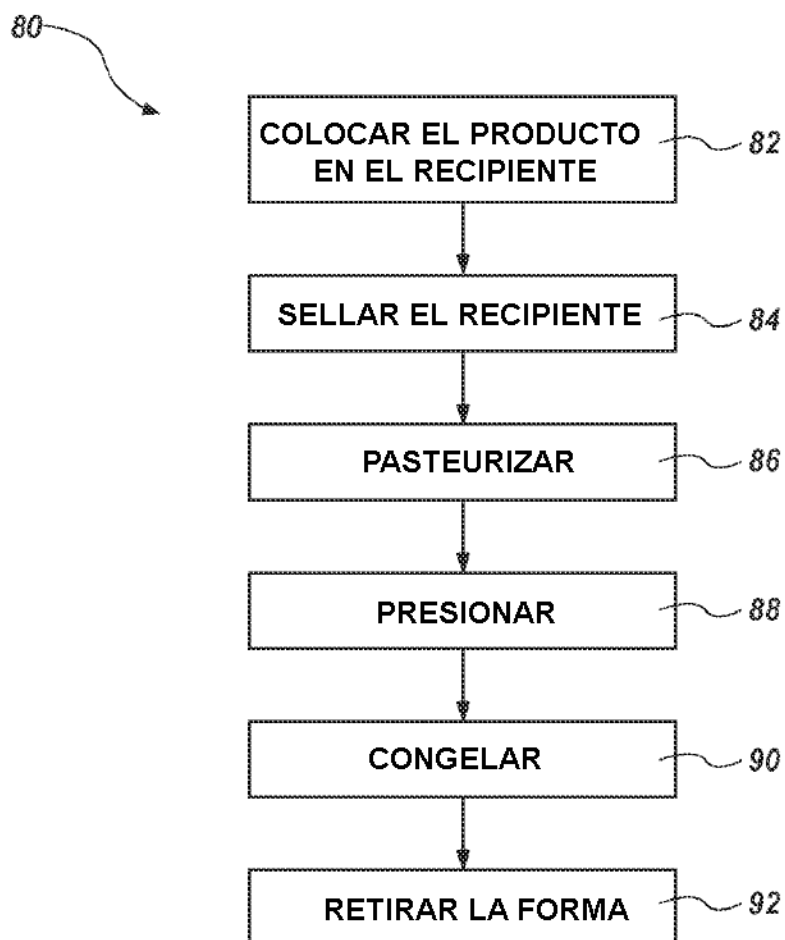 80
COLOCAR EL PRODUCTO
EN EL RECIPIENTE
82
SELLAR EL RECIPIENTE
84
PASTEURIZAR
86
PRESIONAR
88
CONGELAR
90
RETIRAR LA FORMA
92